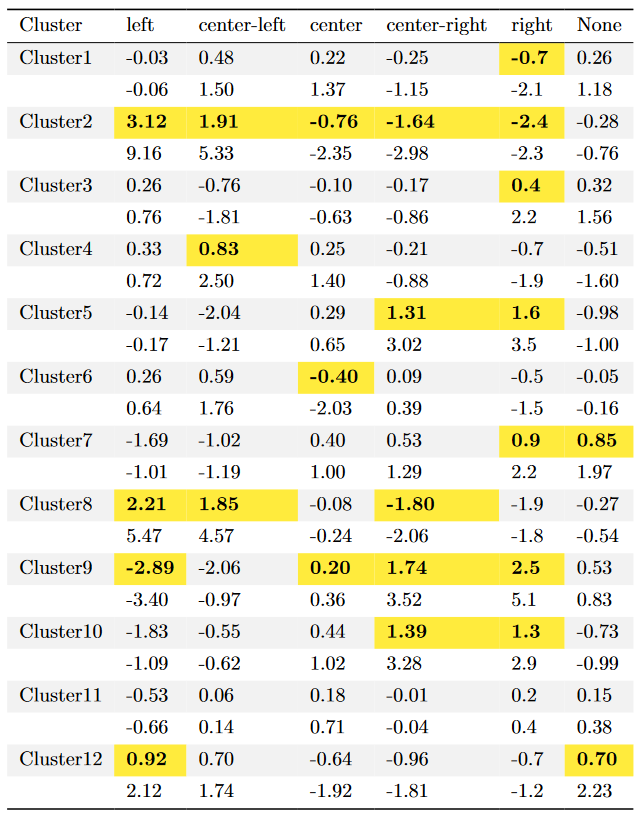 Cluster left center-left center center-right right None
Cluster1 -0.03 0.48 0.22 -0.25 -0.7 0.26
-0.06 1.50 1.37 -1.15 -2.1 1.18
Cluster2 3.12 1.91 -0.76 -1.64 -2.4 -0.28
9.16 5.33 -2.35 -2.98 -2.3 -0.76
Cluster3 0.26 -0.76 -0.10 -0.17 0.4 0.32
0.76 -1.81 -0.63 -0.86 2.2 1.56
Cluster4 0.33 0.83 0.25 -0.21 -0.7 -0.51
0.72 2.50 1.40 -0.88 -1.9 -1.60
Cluster5 -0.14 -2.04 0.29 1.31 1.6 -0.98
-0.17 -1.21 0.65 3.02 3.5 -1.00
Cluster6 0.26 0.59 -0.40 0.09 -0.5 -0.05
0.64 1.76 -2.03 0.39 -1.5 -0.16
Cluster7 -1.69 -1.02 0.40 0.53 0.9 0.85
-1.01 -1.19 1.00 1.29 2.2 1.97
Cluster8 2.21 1.85 -0.08 -1.80 -1.9 -0.27
5.47 4.57 -0.24 -2.06 -1.8 -0.54
Cluster9 -2.89 -2.06 0.20 1.74 2.5 0.53
-3.40 -0.97 0.36 3.52 5.1 0.83
Cluster10 -1.83 -0.55 0.44 1.39 1.3 -0.73
-1.09 -0.62 1.02 3.28 2.9 -0.99
Cluster11 -0.53 0.06 0.18 -0.01 0.2 0.15
-0.66 0.14 0.71 -0.04 0.4 0.38
Cluster12 0.92 0.70 -0.64 -0.96 -0.7 0.70
2.12 1.74 -1.92 -1.81 -1.2 2.23